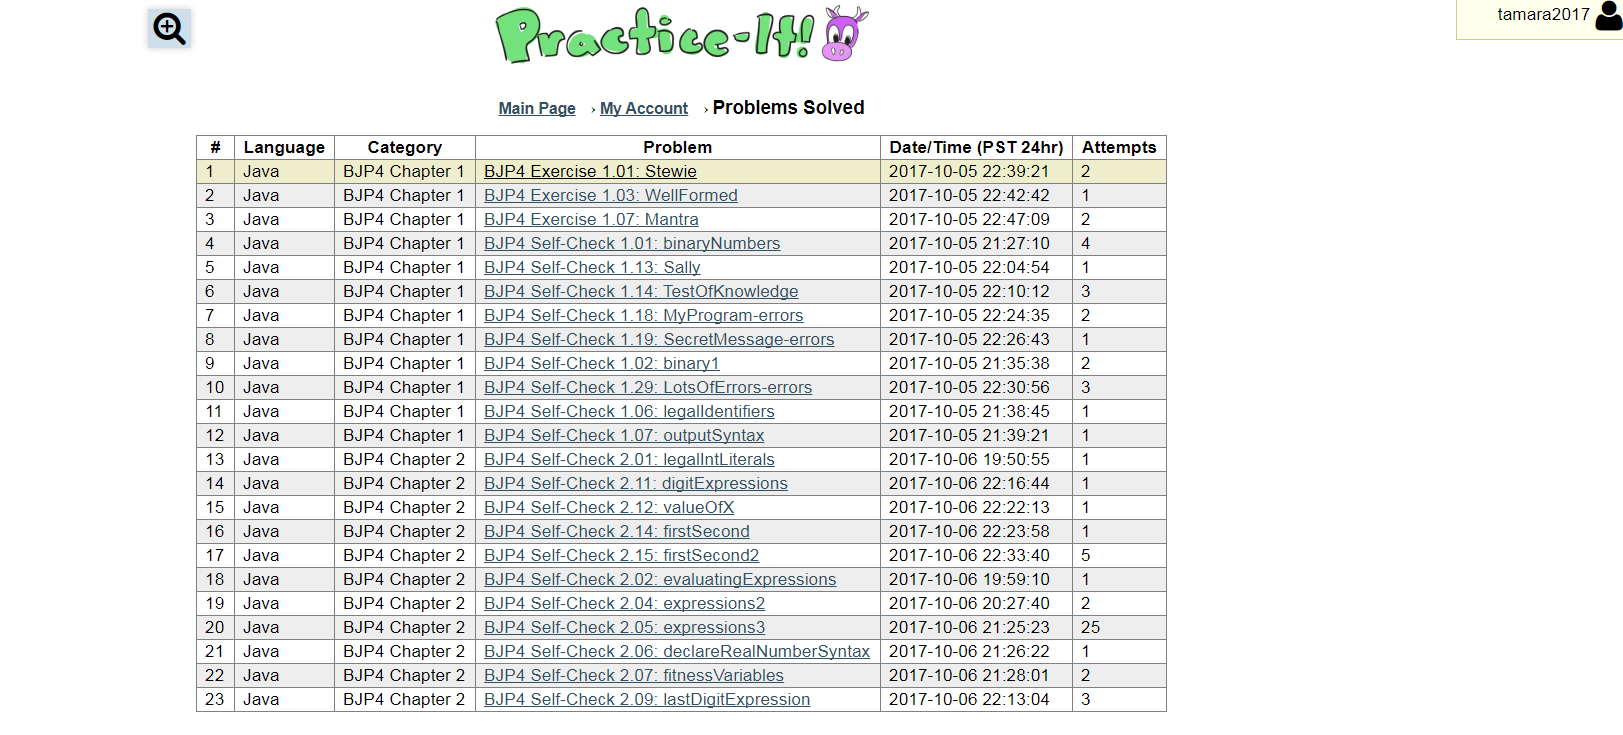 Practice-It!
tamara2017
Main Page › My Account › Problems Solved
# Language Category Problem Date/Time (PST 24hr) Attempts
1 Java BJP4 Chapter 1 BJP4 Exercise 1.01: Stewie 2017-10-05 22:39:21 2
2 Java BJP4 Chapter 1 BJP4 Exercise 1.03: WellFormed 2017-10-05 22:42:42 1
3 Java BJP4 Chapter 1 BJP4 Exercise 1.07: Mantra 2017-10-05 22:47:09 2
4 Java BJP4 Chapter 1 BJP4 Self-Check 1.01: binaryNumbers 2017-10-05 21:27:10 4
5 Java BJP4 Chapter 1 BJP4 Self-Check 1.13: Sally 2017-10-05 22:04:54 1
6 Java BJP4 Chapter 1 BJP4 Self-Check 1.14: TestOfKnowledge 2017-10-05 22:10:12 3
7 Java BJP4 Chapter 1 BJP4 Self-Check 1.18: MyProgram-errors 2017-10-05 22:24:35 2
8 Java BJP4 Chapter 1 BJP4 Self-Check 1.19: SecretMessage-errors 2017-10-05 22:26:43 1
9 Java BJP4 Chapter 1 BJP4 Self-Check 1.02: binary1 2017-10-05 21:35:38 2
10 Java BJP4 Chapter 1 BJP4 Self-Check 1.29: LotsOfErrors-errors 2017-10-05 22:30:56 3
11 Java BJP4 Chapter 1 BJP4 Self-Check 1.06: legalIdentifiers 2017-10-05 21:38:45 1
12 Java BJP4 Chapter 1 BJP4 Self-Check 1.07: outputSyntax 2017-10-05 21:39:21 1
13 Java BJP4 Chapter 2 BJP4 Self-Check 2.01: legalIntLiterals 2017-10-06 19:50:55 1
14 Java BJP4 Chapter 2 BJP4 Self-Check 2.11: digitExpressions 2017-10-06 22:16:44 1
15 Java BJP4 Chapter 2 BJP4 Self-Check 2.12: valueOfX 2017-10-06 22:22:13 1
16 Java BJP4 Chapter 2 BJP4 Self-Check 2.14: firstSecond 2017-10-06 22:23:58 1
17 Java BJP4 Chapter 2 BJP4 Self-Check 2.15: firstSecond2 2017-10-06 22:33:40 5
18 Java BJP4 Chapter 2 BJP4 Self-Check 2.02: evaluatingExpressions 2017-10-06 19:59:10 1
19 Java BJP4 Chapter 2 BJP4 Self-Check 2.04: expressions2 2017-10-06 20:27:40 2
20 Java BJP4 Chapter 2 BJP4 Self-Check 2.05: expressions3 2017-10-06 21:25:23 25
21 Java BJP4 Chapter 2 BJP4 Self-Check 2.06: declareRealNumberSyntax 2017-10-06 21:26:22 1
22 Java BJP4 Chapter 2 BJP4 Self-Check 2.07: fitnessVariables 2017-10-06 21:28:01 2
23 Java BJP4 Chapter 2 BJP4 Self-Check 2.09: lastDigitExpression 2017-10-06 22:13:04 3